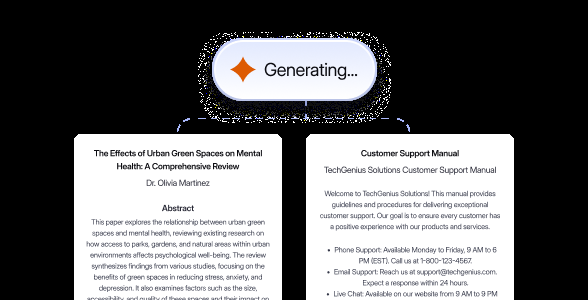 Generating...
The Effects of Urban Green Spaces on Mental
Health: A Comprehensive Review
Dr. Olivia Martinez
Abstract
This paper explores the relationship between urban green
spaces and mental health, reviewing existing research on
how access to parks, gardens, and natural areas within urban
environments affects psychological well-being. The review
synthesizes findings from various studies, focusing on the
benefits of green spaces in reducing stress, anxiety, and
depression. It also examines factors such as the size,
accessibility, and quality of these spaces and their impact on
Customer Support Manual
TechGenius Solutions Customer Support Manual
Welcome to TechGenius Solutions! This manual provides
guidelines and procedures for delivering exceptional
customer support. Our goal is to ensure every customer has
a positive experience with our products and services.
• Phone Support: Available Monday to Friday, 9 AM to 6
PM (EST). Call us at 1-800-123-4567.
• Email Support: Reach us at support@techgenius.com.
Expect a response within 24 hours.
• Live Chat: Available on our website from 9 AM to 9 PM